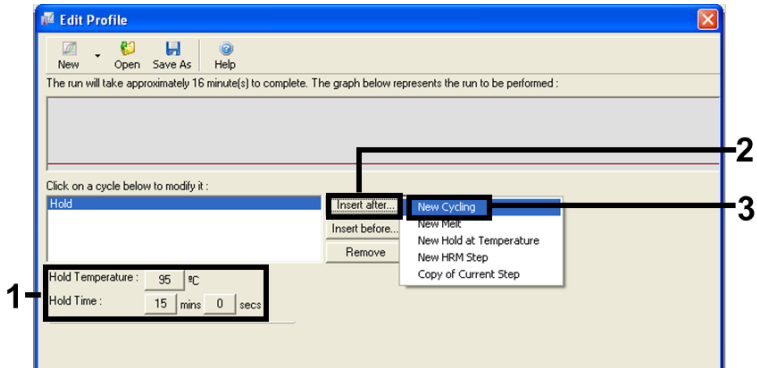 Edit Profile
New Open Save As Help
The run will take approximately 16 minute(s) to complete. The graph below represents the run to be performed :
2
Click on a cycle below to modify it :
Hold Insert after... New Cycling 3
Insert before... New Melt
New Hold at Temperature
Remove New HRM Step
Copy of Current Step
1 Hold Temperature : 95 ºC
Hold Time : 15 mins 0 secs